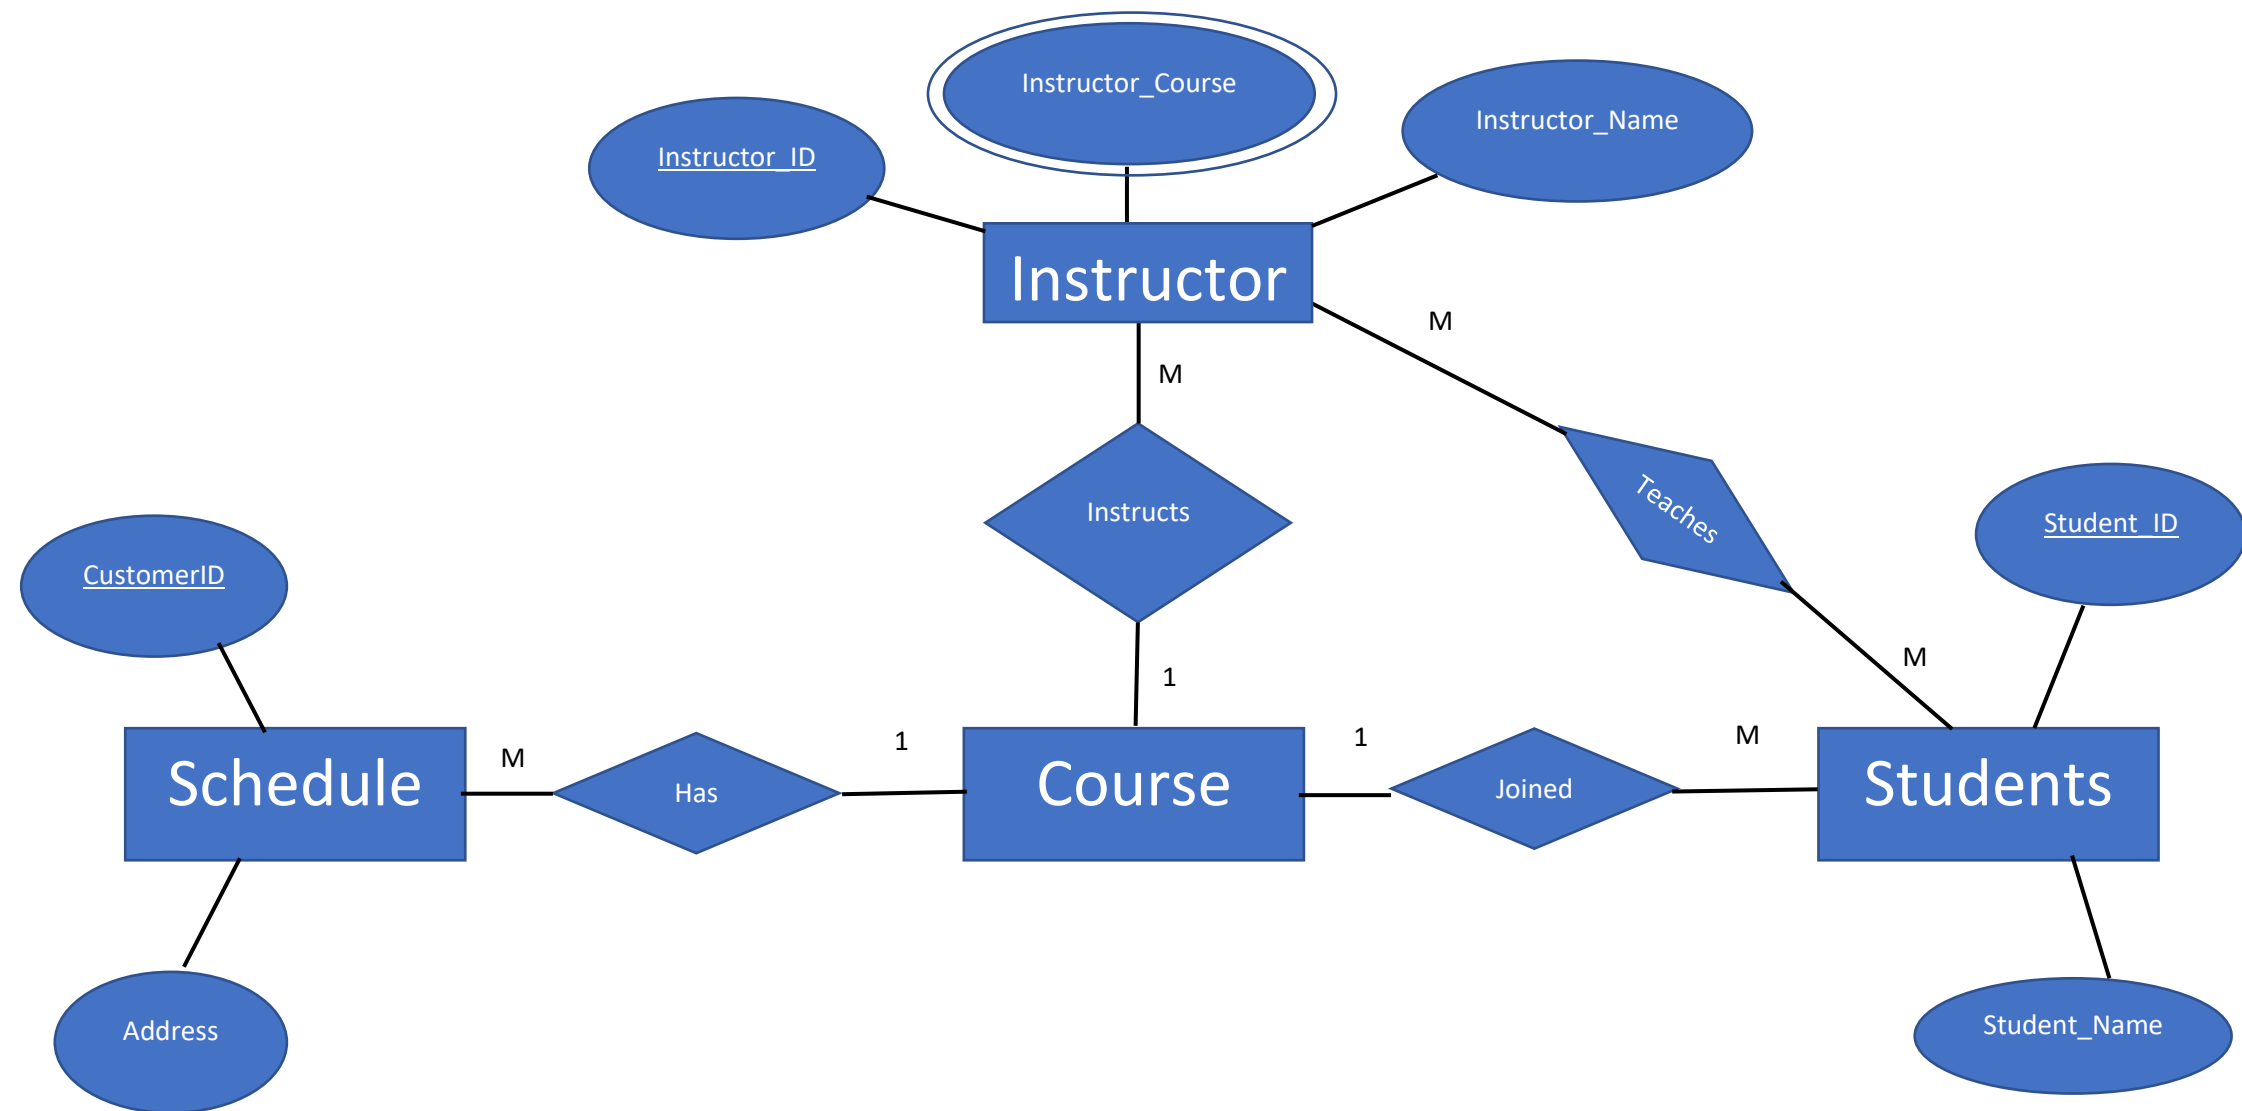 Instructor_Course
Instructor_Name
Instructor_ID
Instructor
M
M
Instructs
Teaches
Student_ID
CustomerID
M
1
Schedule
M
Has
1
Course
1
Joined
M
Students
Address
Student_Name